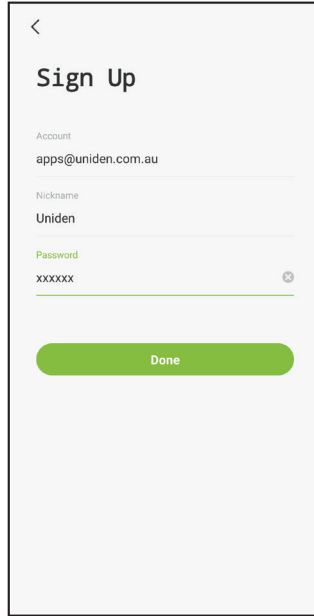 Sign Up
Account
apps@uniden.com.au
Nickname
Uniden
Password
xxxxxx
Done